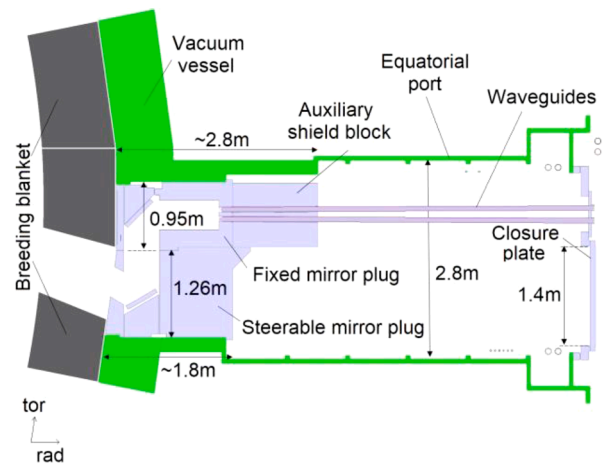 Vacuum
vessel
Equatorial
port
Waveguides
Auxiliary
shield block
~2.8m
Breeding blanket
0.95m
Closure
plate
Fixed mirror plug
2.8m
1.26m
1.4m
Steerable mirror plug
~1.8m
tor
rad